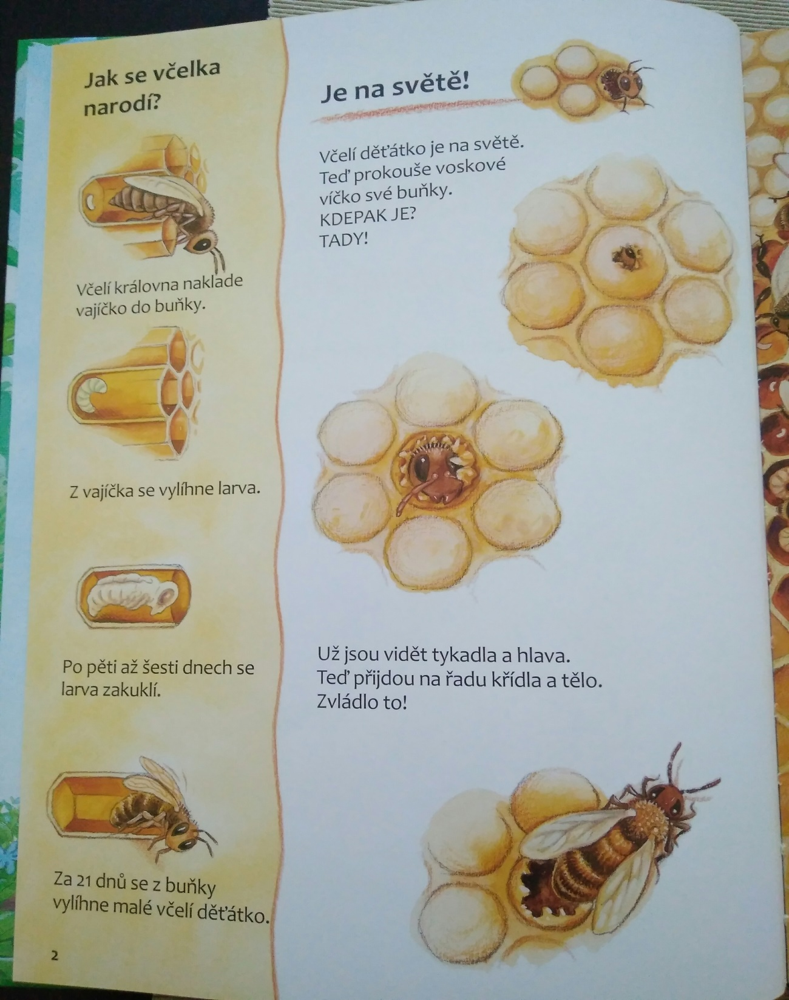 Jak se včelka
narodí?
Včelí královna naklade
vajíčko do buňky.
Z vajíčka se vylíhne larva.
Po pěti až šesti dnech se
larva zakuklí.
Za 21 dnů se z buňky
vylíhne malé včelí děťátko.
2
Je na světě!
Včelí děťátko je na světě.
Teď prokouše voskové
víčko své buňky.
KDEPAK JE?
TADY!
Už jsou vidět tykadla a hlava.
Teď přijdou na řadu křídla a tělo.
Zvládlo to!